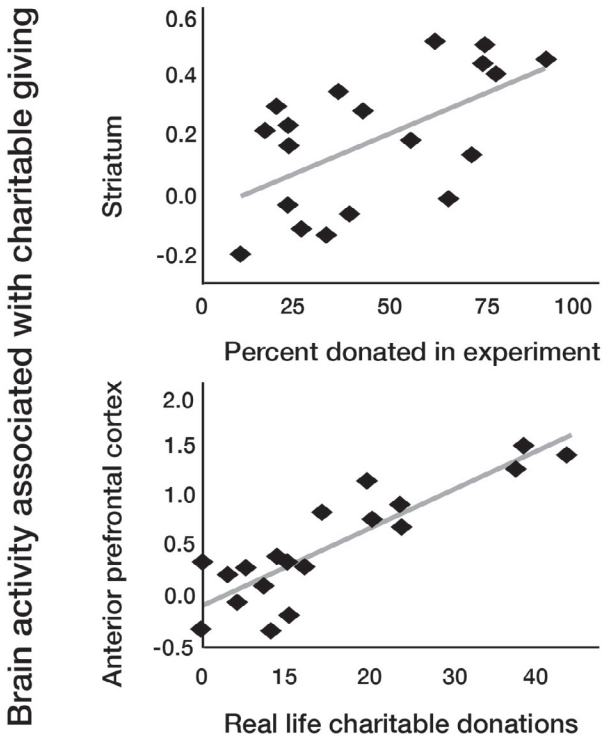 Brain activity associated with charitable giving
Striatum
0.6
0.4
0.2
0.0
-0.2
0 25 50 75 100
Percent donated in experiment
Anterior prefrontal cortex
2.0
1.5
1.0
0.5
0.0
-0.5
0 15 20 30 40
Real life charitable donations